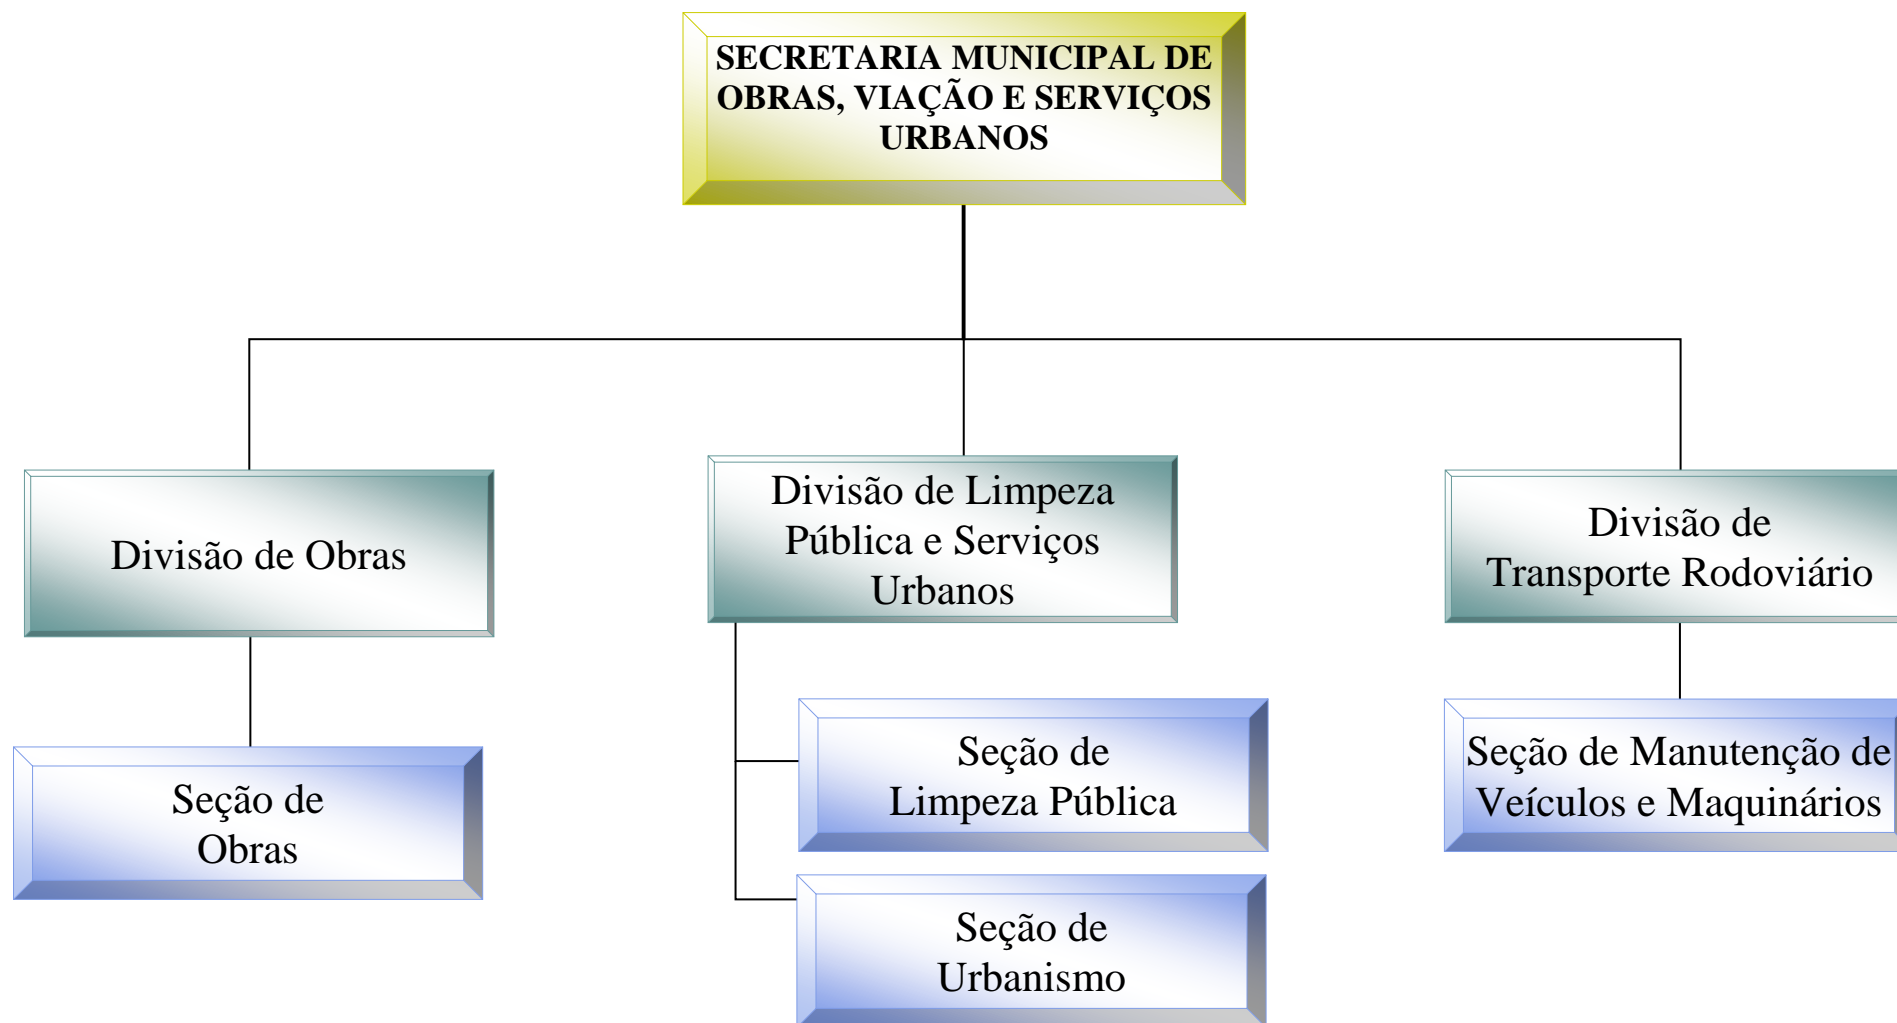 SECRETARIA MUNICIPAL DE
OBRAS, VIAÇÃO E SERVIÇOS
URBANOS
Divisão de Obras
Divisão de Limpeza
Pública e Serviços
Urbanos
Divisão de
Transporte Rodoviário
Seção de
Obras
Seção de
Limpeza Pública
Seção de Manutenção de
Veículos e Maquinários
Seção de
Urbanismo